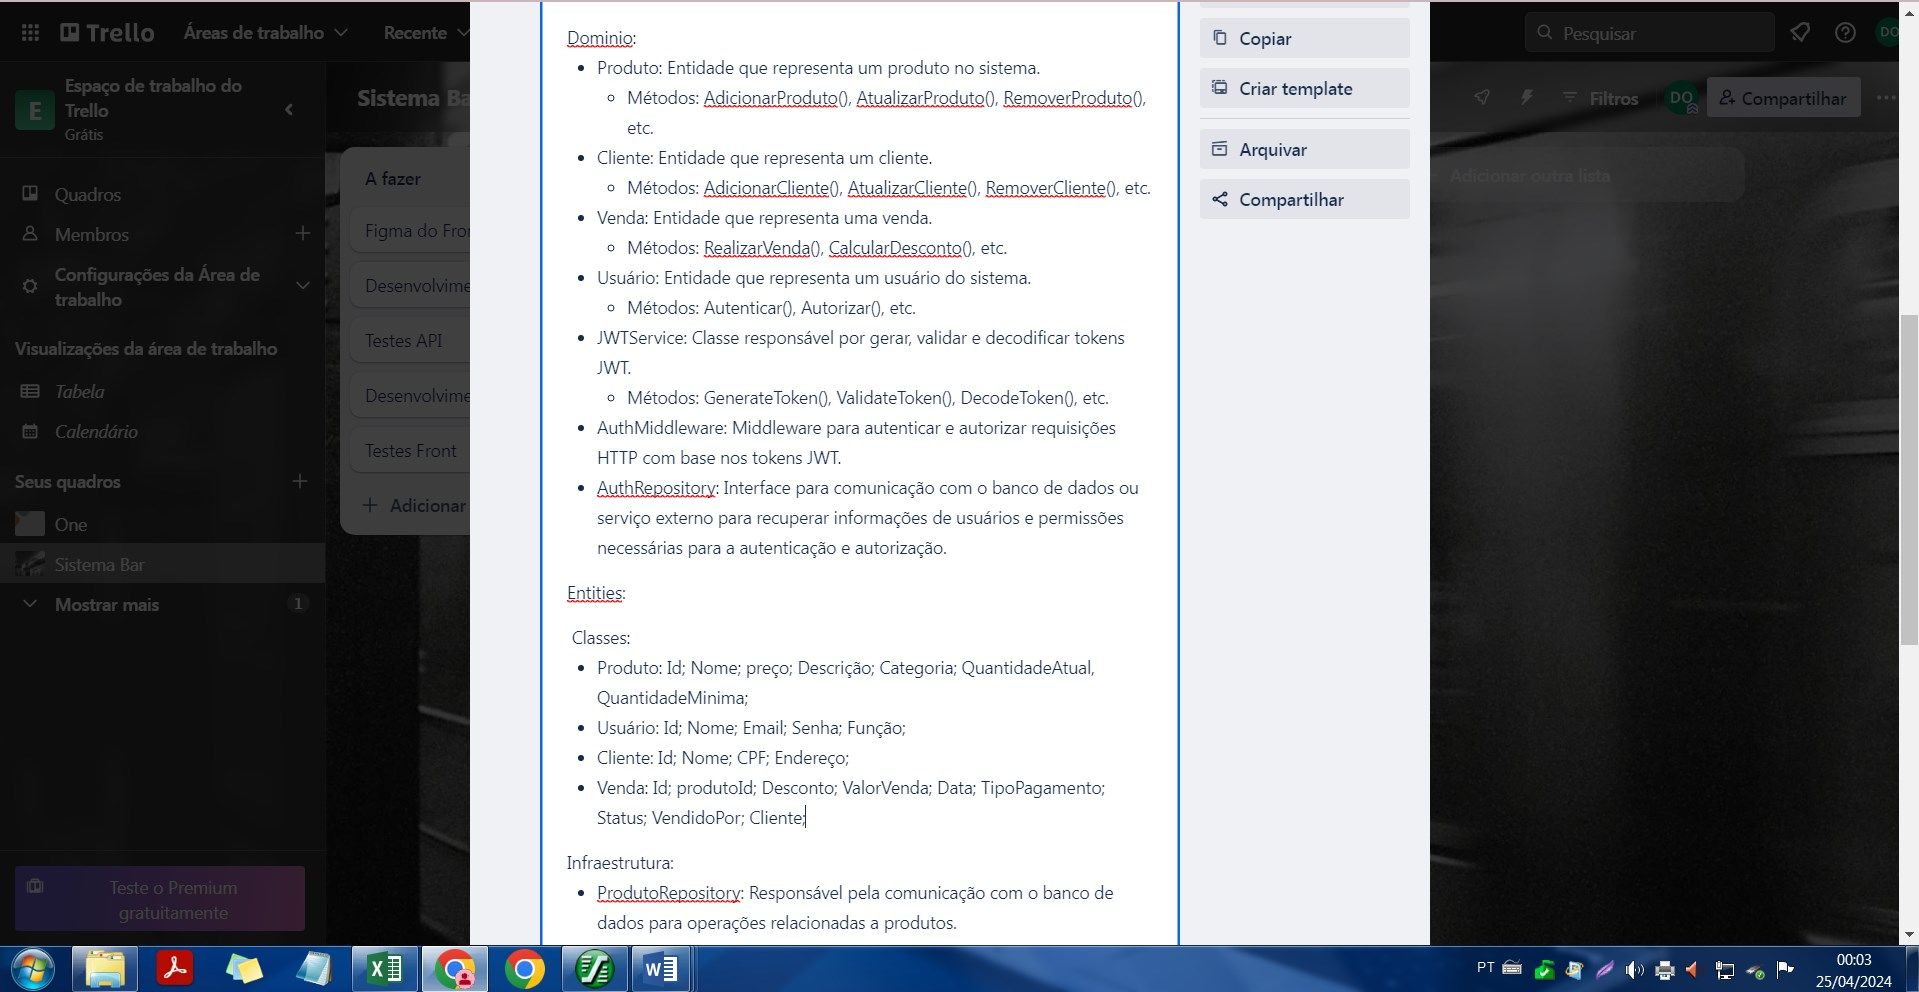 Trello
Áreas de trabalho
Recente
Pesquisar
DO
E
Espaço de trabalho do
Trello
Grátis
Quadros
Membros
Configurações da Área de
trabalho
Visualizações da área de trabalho
Tabela
Calendário
Seus quadros
One
Sistema Bar
Mostrar mais
1
Teste o Premium
gratuitamente
Sistema Ba
Filtros
DO
Compartilhar
A fazer
Figma do Fro
Desenvolvime
Testes API
Desenvolvime
Testes Front
Adicionar
Adicionar outra lista
Dominio:
Produto: Entidade que representa um produto no sistema.
Métodos: AdicionarProduto(), AtualizarProduto(), RemoverProduto(),
etc.
Cliente: Entidade que representa um cliente.
Métodos: AdicionarCliente(), AtualizarCliente(), RemoverCliente(), etc.
Venda: Entidade que representa uma venda.
Métodos: RealizarVenda(), CalcularDesconto(), etc.
Usuário: Entidade que representa um usuário do sistema.
Métodos: Autenticar(), Autorizar(), etc.
JWTService: Classe responsável por gerar, validar e decodificar tokens
JWT.
Métodos: GenerateToken(), ValidateToken(), DecodeToken(), etc.
AuthMiddleware: Middleware para autenticar e autorizar requisições
HTTP com base nos tokens JWT.
AuthRepository: Interface para comunicação com o banco de dados ou
serviço externo para recuperar informações de usuários e permissões
necessárias para a autenticação e autorização.
Entities:
Classes:
Produto: Id; Nome; preço; Descrição; Categoria; QuantidadeAtual,
QuantidadeMinima;
Usuário: Id; Nome; Email; Senha; Função;
Cliente: Id; Nome; CPF; Endereço;
Venda: Id; produtoId; Desconto; ValorVenda; Data; TipoPagamento;
Status; VendidoPor; Cliente;
Infraestrutura:
ProdutoRepository: Responsável pela comunicação com o banco de
dados para operações relacionadas a produtos.
Copiar
Criar template
Arquivar
Compartilhar
PT
00:03
25/04/2024